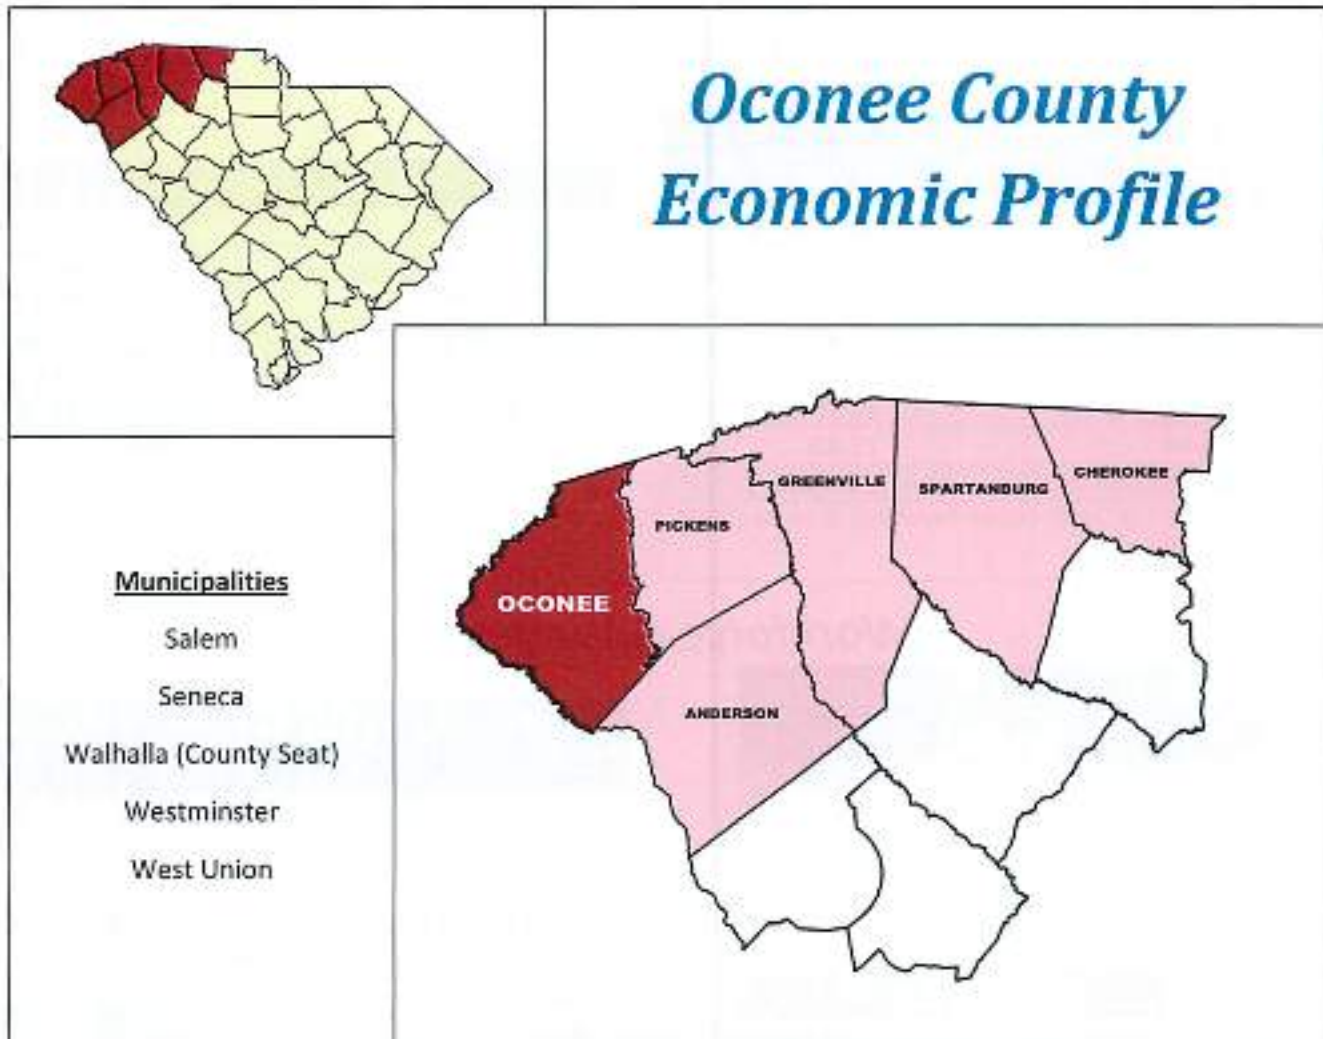 Oconee County
Economic Profile
Municipalities
Salem
Seneca
Walhalla (County Seat)
Westminster
West Union
OCONEE
PICKENS
GREENVILLE
SPARTANBURG
CHEROKEE
ANDERSON